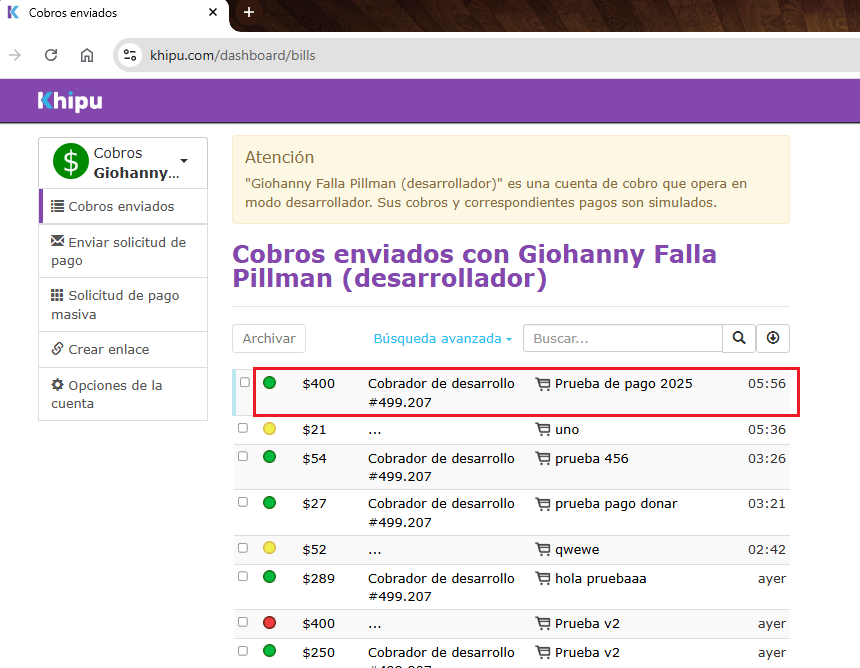 Cobros enviados
khipu.com/dashboard/bills
khipu
Cobros
Giohanny...
Cobros enviados
Enviar solicitud de
pago
Solicitud de pago
masiva
Crear enlace
Opciones de la
cuenta
Atención
"Giohanny Falla Pillman (desarrollador)" es una cuenta de cobro que opera en
modo desarrollador. Sus cobros y correspondientes pagos son simulados.
Cobros enviados con Giohanny Falla
Pillman (desarrollador)
Archivar Búsqueda avanzada Buscar...
$400 Cobrador de desarrollo Prueba de pago 2025 05:56
#499.207
$21 ... uno 05:36
$54 Cobrador de desarrollo prueba 456 03:26
#499.207
$27 Cobrador de desarrollo prueba pago donar 03:21
#499.207
$52 ... qwewe 02:42
$289 Cobrador de desarrollo hola pruebaaa ayer
#499.207
$400 ... Prueba v2 ayer
$250 Cobrador de desarrollo Prueba v2 ayer